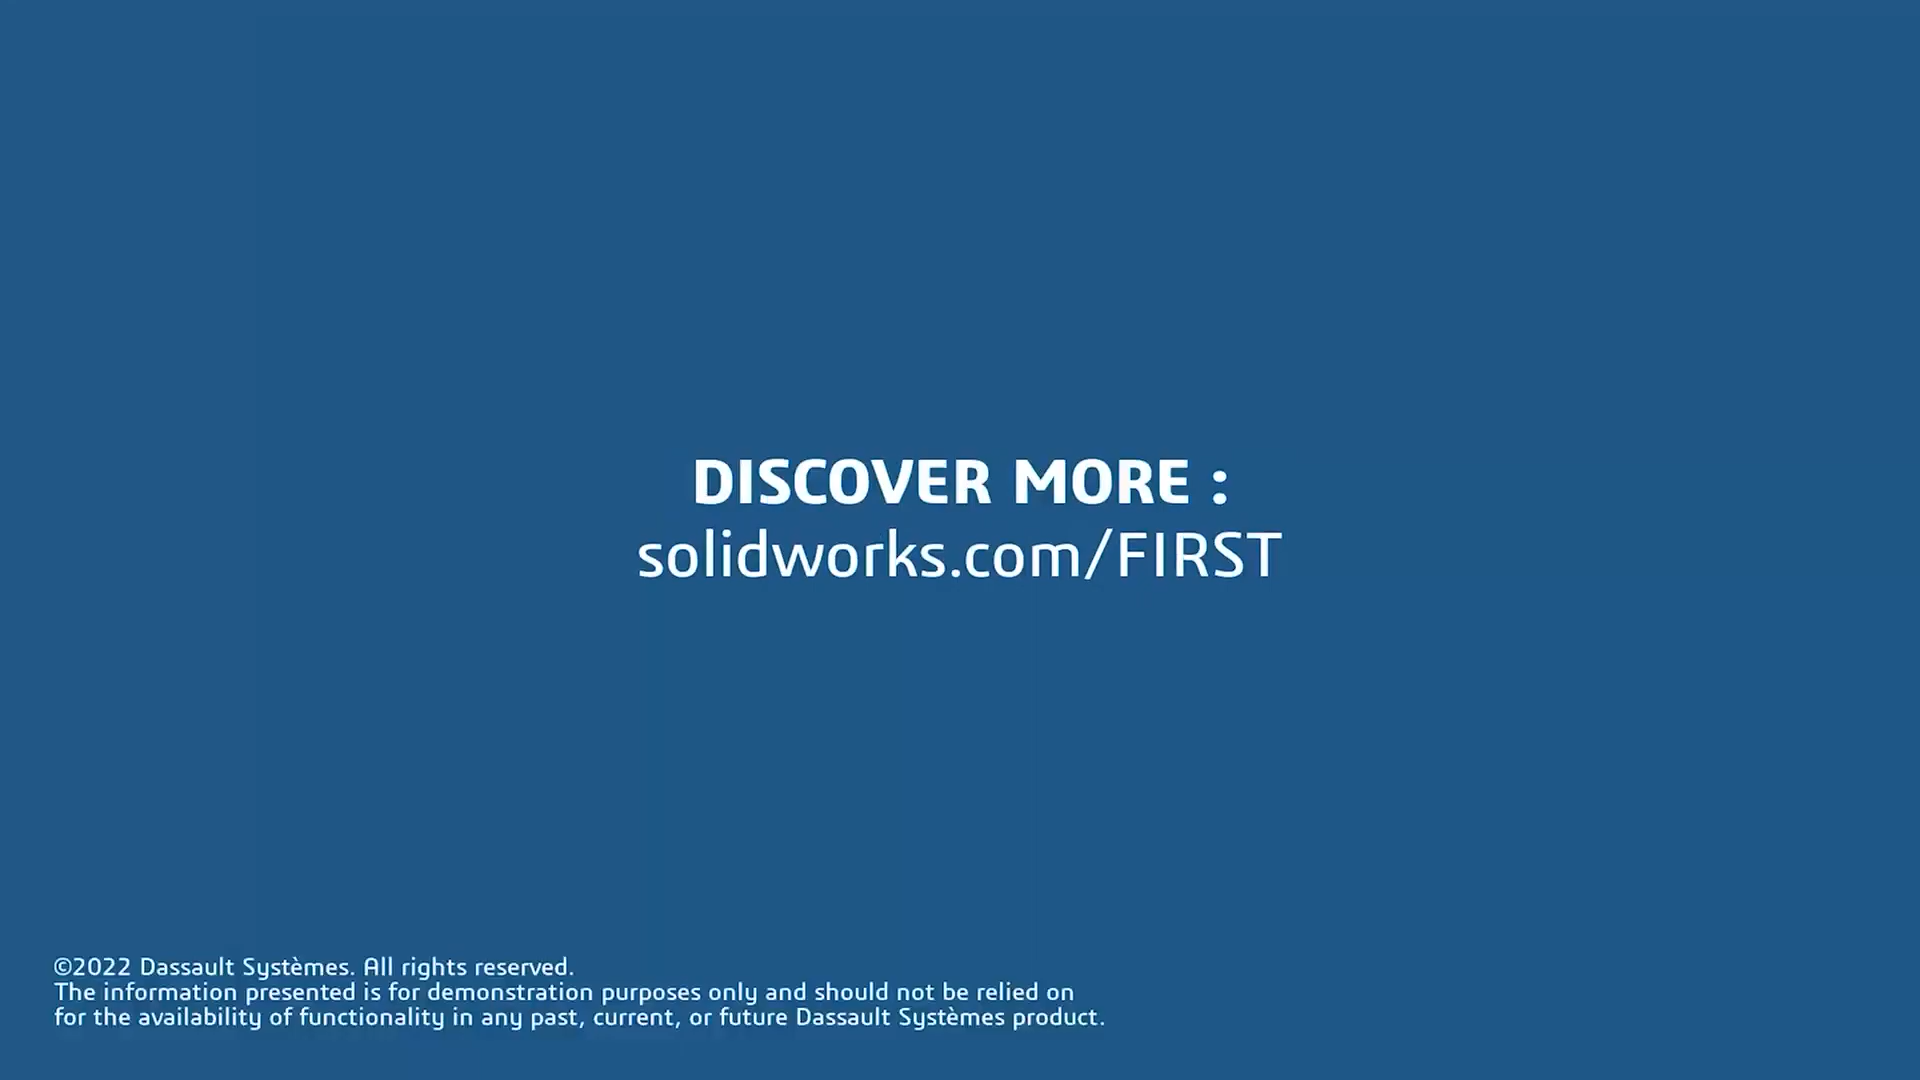 DISCOVER MORE :
solidworks.com/FIRST
©2022 Dassault Systèmes. All rights reserved.
The information presented is for demonstration purposes only and should not be relied on
for the availability of functionality in any past, current, or future Dassault Systèmes product.